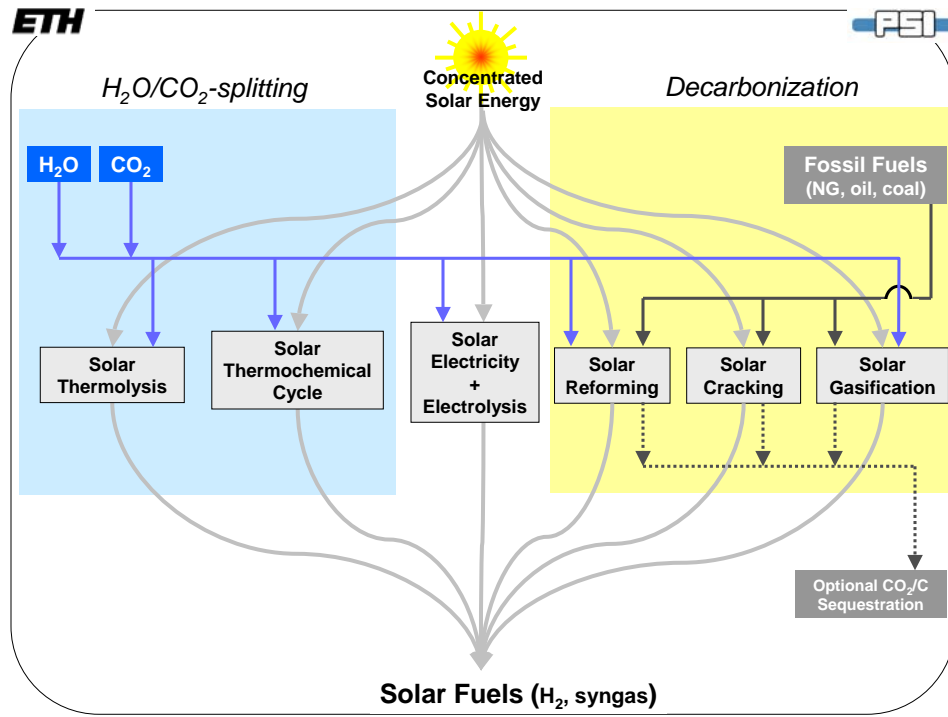 ETH
PSI
Concentrated
Solar Energy
H₂O/CO₂-splitting
Decarbonization
H₂O
CO₂
Fossil Fuels
(NG, oil, coal)
Solar
Thermolysis
Solar
Thermochemical
Cycle
Solar
Electricity
+
Electrolysis
Solar
Reforming
Solar
Cracking
Solar
Gasification
Optional CO₂/C
Sequestration
Solar Fuels (H₂, syngas)